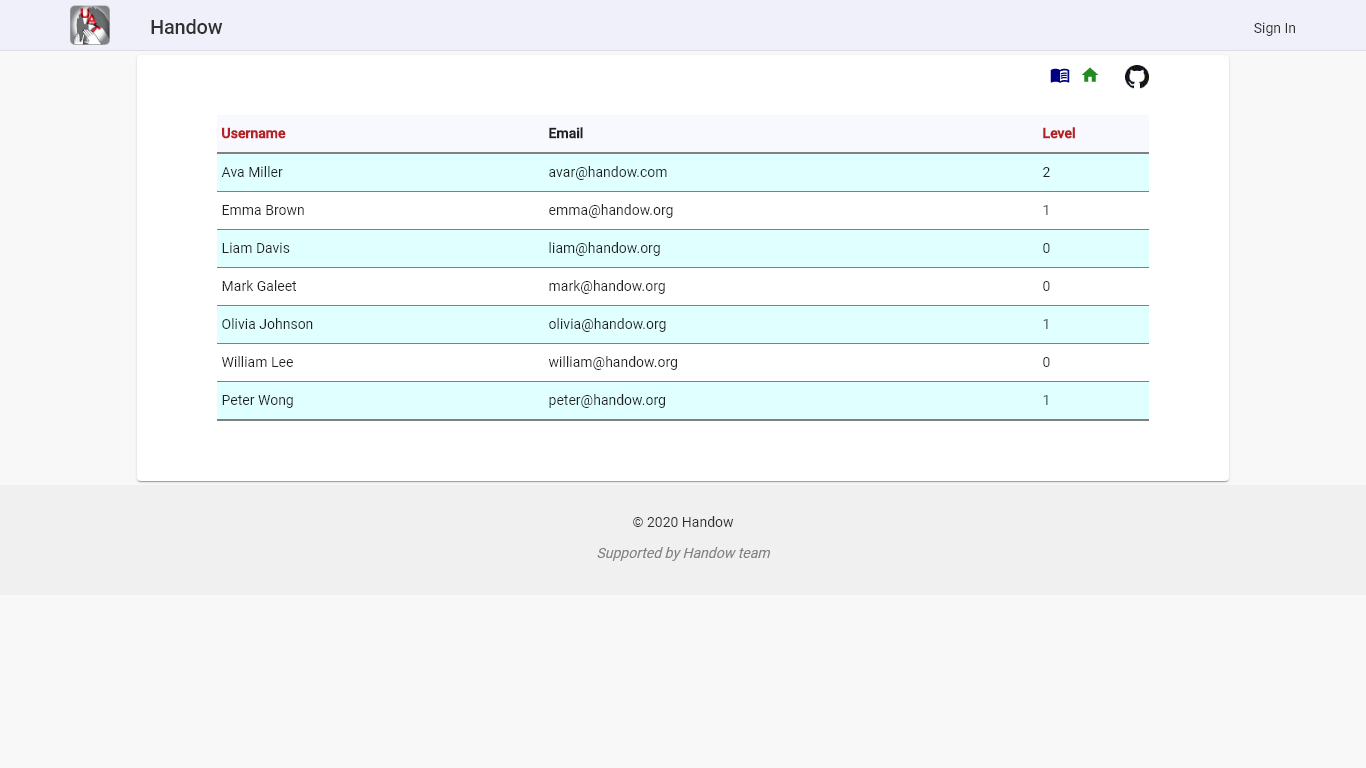 Handow
Sign In
Username Email Level
Ava Miller avar@handow.com 2
Emma Brown emma@handow.org 1
Liam Davis liam@handow.org 0
Mark Galeet mark@handow.org 0
Olivia Johnson olivia@handow.org 1
William Lee william@handow.org 0
Peter Wong peter@handow.org 1
© 2020 Handow
Supported by Handow team